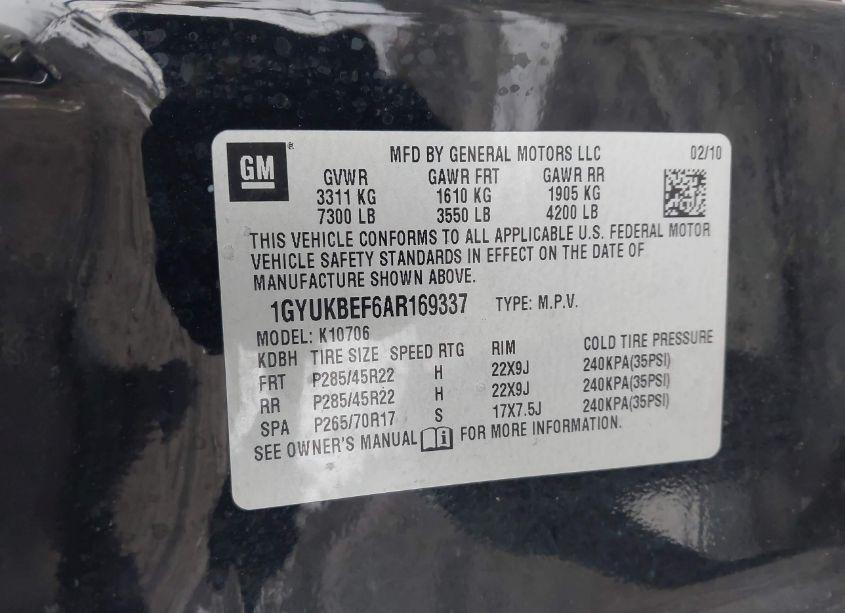 GM
MFD BY GENERAL MOTORS LLC 02/10
GVWR GAWR FRT GAWR RR
3311 KG 1610 KG 1905 KG
7300 LB 3550 LB 4200 LB
THIS VEHICLE CONFORMS TO ALL APPLICABLE U.S. FEDERAL MOTOR
VEHICLE SAFETY STANDARDS IN EFFECT ON THE DATE OF
MANUFACTURE SHOWN ABOVE.
1GYUKBEF6AR169337 TYPE: M.P.V.
MODEL: K10706
KDBH TIRE SIZE SPEED RTG RIM COLD TIRE PRESSURE
FRT P285/45R22 H 22X9J 240KPA(35PSI)
RR P285/45R22 H 22X9J 240KPA(35PSI)
SPA P265/70R17 S 17X7.5J 240KPA(35PSI)
SEE OWNER'S MANUAL FOR MORE INFORMATION.